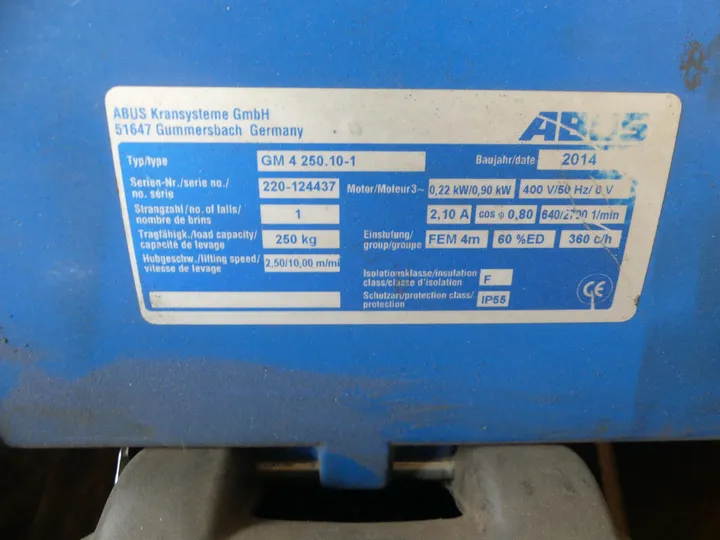 ABUS Kransysteme GmbH
51647 Gummersbach Germany
ABUS
Typ/type GM 4 250.10-1 Baujahr/date 2014
Serien-Nr./serie no./ 220-124437 Motor/Moteur 3~ 0,22 kW/0,90 kW 400 V/50 Hz/ 0 V
no. série
Strangzahl/no. of falls/ 1 2,10 A cos φ 0,80 640/2700 1/min
nombre de brins
Tragfähigk./load capacity/ 250 kg Einstufung/ FEM 4m 60 %ED 360 c/h
capacité de levage group/groupe
Hubgeschw./lifting speed/ 2,50/10,00 m/mi
vitesse de levage
Isolationsklasse/insulation F
class/classe d'isolation
Schutzart/protection class/ IP55
protection
CE